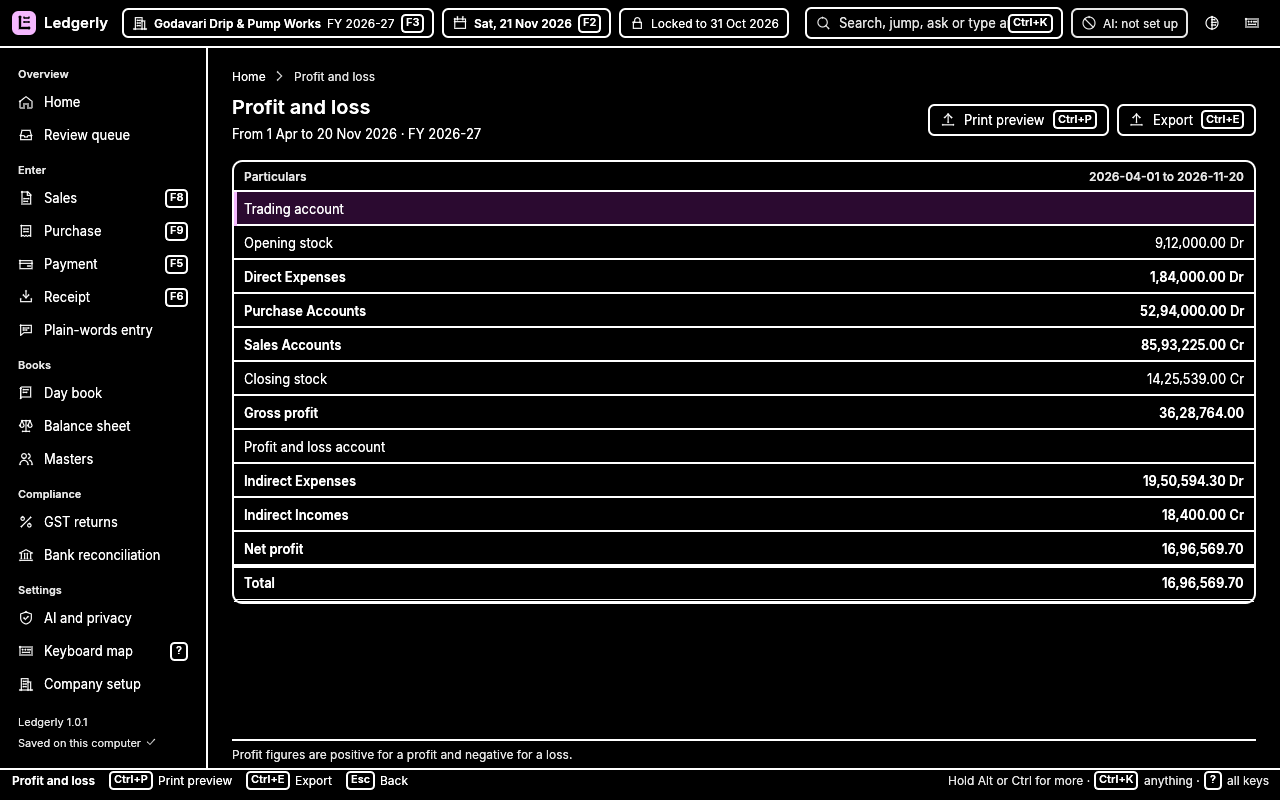 Ledgerly
Godavari Drip & Pump Works FY 2026-27 F3
Sat, 21 Nov 2026 F2
Locked to 31 Oct 2026
Search, jump, ask or type a Ctrl+K
AI: not set up
Overview
Home
Review queue
Enter
Sales F8
Purchase F9
Payment F5
Receipt F6
Plain-words entry
Books
Day book
Balance sheet
Masters
Compliance
GST returns
Bank reconciliation
Settings
AI and privacy
Keyboard map ?
Company setup
Ledgerly 1.0.1
Saved on this computer
Home > Profit and loss
Profit and loss
From 1 Apr to 20 Nov 2026 · FY 2026-27
Print preview Ctrl+P
Export Ctrl+E
Particulars 2026-04-01 to 2026-11-20
Trading account
Opening stock 9,12,000.00 Dr
Direct Expenses 1,84,000.00 Dr
Purchase Accounts 52,94,000.00 Dr
Sales Accounts 85,93,225.00 Cr
Closing stock 14,25,539.00 Cr
Gross profit 36,28,764.00
Profit and loss account
Indirect Expenses 19,50,594.30 Dr
Indirect Incomes 18,400.00 Cr
Net profit 16,96,569.70
Total 16,96,569.70
Profit figures are positive for a profit and negative for a loss.
Profit and loss Ctrl+P Print preview Ctrl+E Export Esc Back
Hold Alt or Ctrl for more · Ctrl+K anything · ? all keys